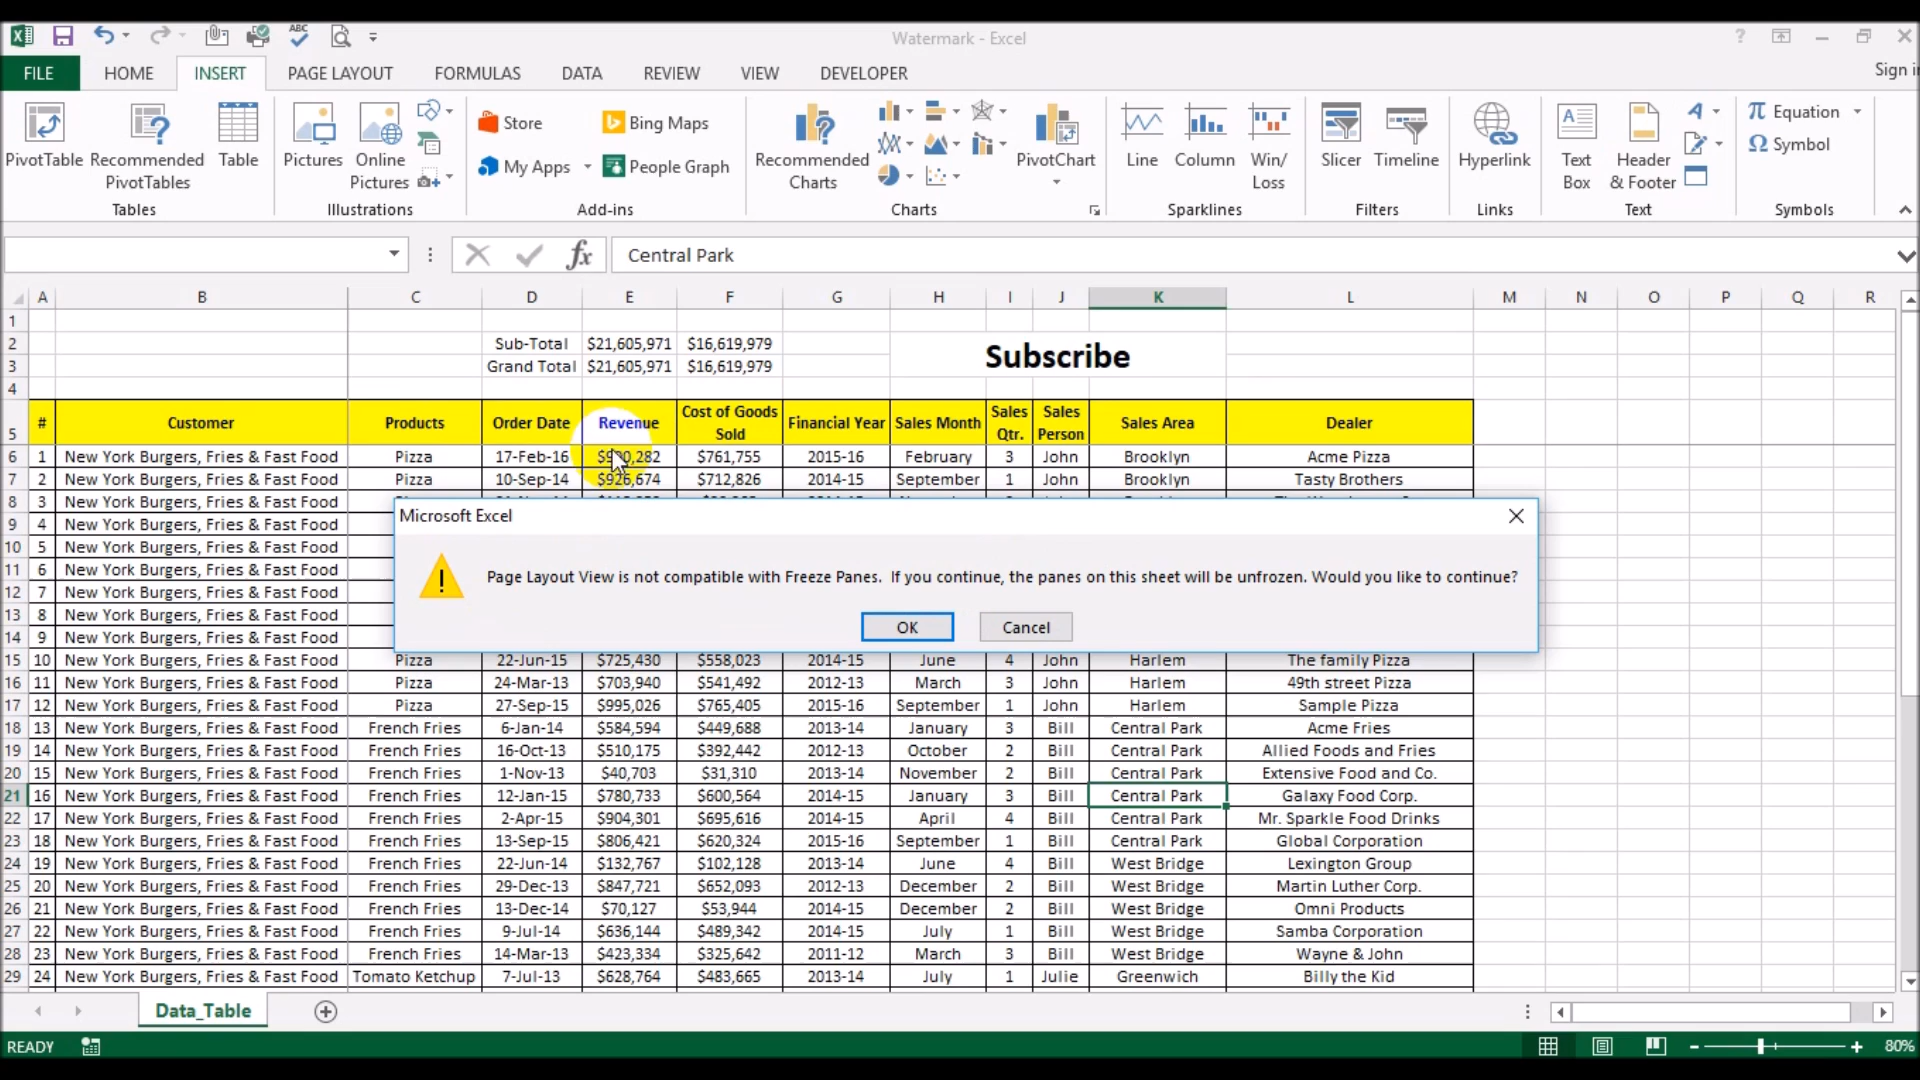 Watermark - Excel
ABC
?
Sign i
FILE HOME INSERT PAGE LAYOUT FORMULAS DATA REVIEW VIEW DEVELOPER
PivotTable Recommended PivotTables Table
Tables
Pictures Online Pictures
Illustrations
Store Bing Maps
My Apps People Graph
Add-ins
Recommended Charts PivotChart
Charts
Line Column Win/ Loss
Sparklines
Slicer Timeline
Filters
Hyperlink
Links
Text Box Header & Footer
Text
π Equation
Ω Symbol
Symbols
fx Central Park
A B C D E F G H I J K L M N O P Q R
1
2 Sub-Total $21,605,971 $16,619,979
3 Grand Total $21,605,971 $16,619,979
Subscribe
4
5 # Customer Products Order Date Revenue Cost of Goods Sold Financial Year Sales Month Sales Qtr. Sales Person Sales Area Dealer
6 1 New York Burgers, Fries & Fast Food Pizza 17-Feb-16 $761,755 2015-16 February 3 John Brooklyn Acme Pizza
7 2 New York Burgers, Fries & Fast Food Pizza 10-Sep-14 $926,674 $712,826 2014-15 September 1 John Brooklyn Tasty Brothers
8 3 New York Burgers, Fries & Fast Food
9 4 New York Burgers, Fries & Fast Food
10 5 New York Burgers, Fries & Fast Food
11 6 New York Burgers, Fries & Fast Food
12 7 New York Burgers, Fries & Fast Food
13 8 New York Burgers, Fries & Fast Food
14 9 New York Burgers, Fries & Fast Food
Microsoft Excel
Page Layout View is not compatible with Freeze Panes. If you continue, the panes on this sheet will be unfrozen. Would you like to continue?
OK Cancel
15 10 New York Burgers, Fries & Fast Food Pizza 22-Jun-15 $725,430 $558,023 2014-15 June 4 John Harlem The family Pizza
16 11 New York Burgers, Fries & Fast Food Pizza 24-Mar-13 $703,940 $541,492 2012-13 March 3 John Harlem 49th street Pizza
17 12 New York Burgers, Fries & Fast Food Pizza 27-Sep-15 $995,026 $765,405 2015-16 September 1 John Harlem Sample Pizza
18 13 New York Burgers, Fries & Fast Food French Fries 6-Jan-14 $584,594 $449,688 2013-14 January 3 Bill Central Park Acme Fries
19 14 New York Burgers, Fries & Fast Food French Fries 16-Oct-13 $510,175 $392,442 2012-13 October 2 Bill Central Park Allied Foods and Fries
20 15 New York Burgers, Fries & Fast Food French Fries 1-Nov-13 $40,703 $31,310 2013-14 November 2 Bill Central Park Extensive Food and Co.
21 16 New York Burgers, Fries & Fast Food French Fries 12-Jan-15 $780,733 $600,564 2014-15 January 3 Bill Central Park Galaxy Food Corp.
22 17 New York Burgers, Fries & Fast Food French Fries 2-Apr-15 $904,301 $695,616 2014-15 April 4 Bill Central Park Mr. Sparkle Food Drinks
23 18 New York Burgers, Fries & Fast Food French Fries 13-Sep-15 $806,421 $620,324 2015-16 September 1 Bill Central Park Global Corporation
24 19 New York Burgers, Fries & Fast Food French Fries 22-Jun-14 $132,767 $102,128 2013-14 June 4 Bill West Bridge Lexington Group
25 20 New York Burgers, Fries & Fast Food French Fries 29-Dec-13 $847,721 $652,093 2012-13 December 2 Bill West Bridge Martin Luther Corp.
26 21 New York Burgers, Fries & Fast Food French Fries 13-Dec-14 $70,127 $53,944 2014-15 December 2 Bill West Bridge Omni Products
27 22 New York Burgers, Fries & Fast Food French Fries 9-Jul-14 $636,144 $489,342 2014-15 July 1 Bill West Bridge Samba Corporation
28 23 New York Burgers, Fries & Fast Food French Fries 14-Mar-13 $423,334 $325,642 2011-12 March 3 Bill West Bridge Wayne & John
29 24 New York Burgers, Fries & Fast Food Tomato Ketchup 7-Jul-13 $628,764 $483,665 2013-14 July 1 Julie Greenwich Billy the Kid
Data_Table
READY 80%